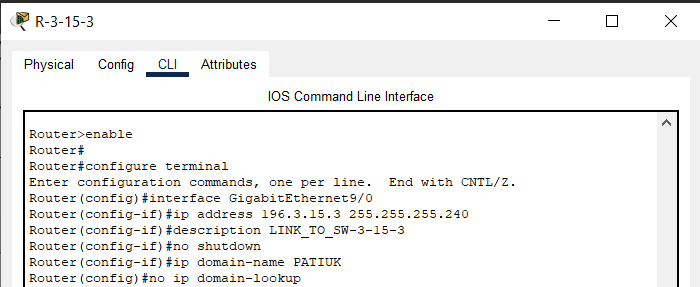 R-3-15-3
Physical Config CLI Attributes
IOS Command Line Interface
Router>enable
Router#
Router#configure terminal
Enter configuration commands, one per line.  End with CNTL/Z.
Router(config)#interface GigabitEthernet9/0
Router(config-if)#ip address 196.3.15.3 255.255.255.240
Router(config-if)#description LINK_TO_SW-3-15-3
Router(config-if)#no shutdown
Router(config-if)#ip domain-name PATIUK
Router(config)#no ip domain-lookup